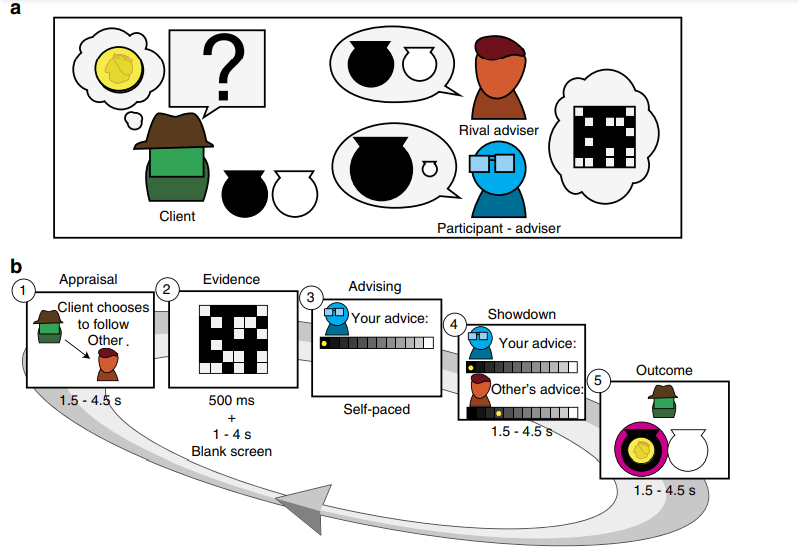 a
?
Rival adviser
Client
Participant - adviser
b
Appraisal
Evidence
Advising
Showdown
Outcome
1
2
3
4
5
Client chooses
to follow
Other .
Your advice:
Your advice:
Other's advice:
1.5 - 4.5 s
500 ms
+
1 - 4 s
Blank screen
Self-paced
1.5 - 4.5 s
1.5 - 4.5 s